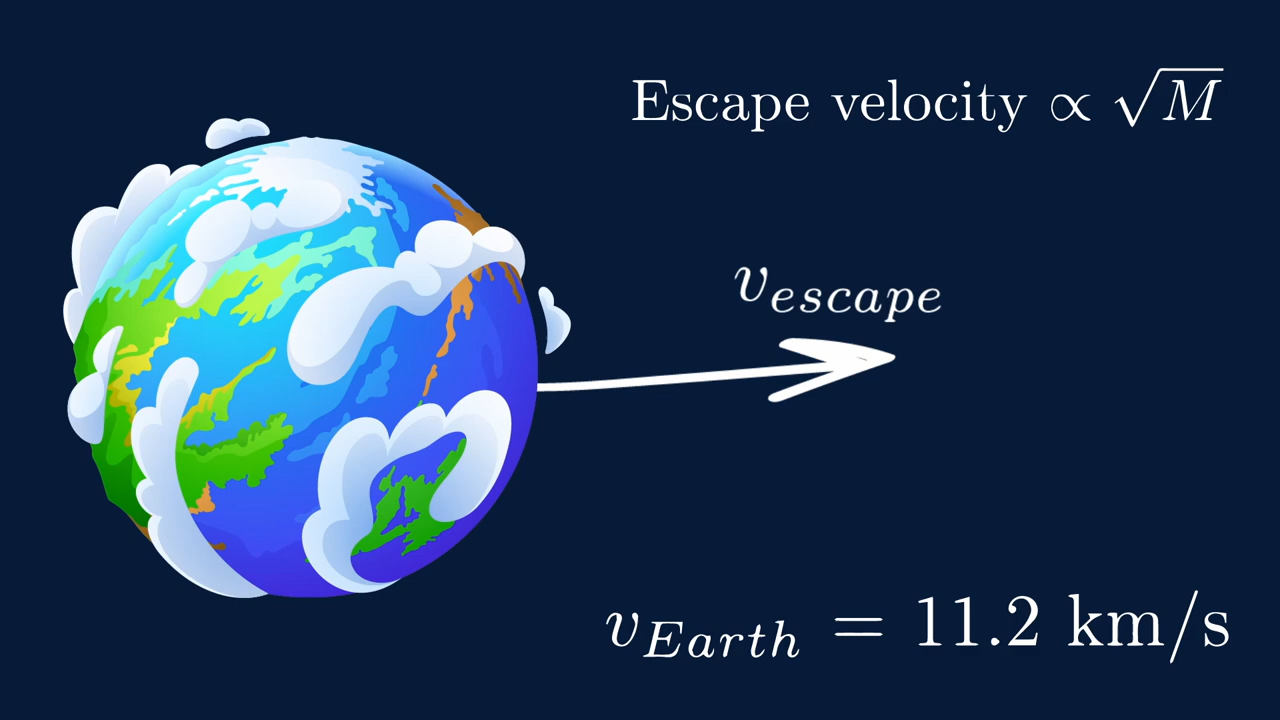 Escape velocity ∝ √M
v_escape
v_Earth = 11.2 km/s